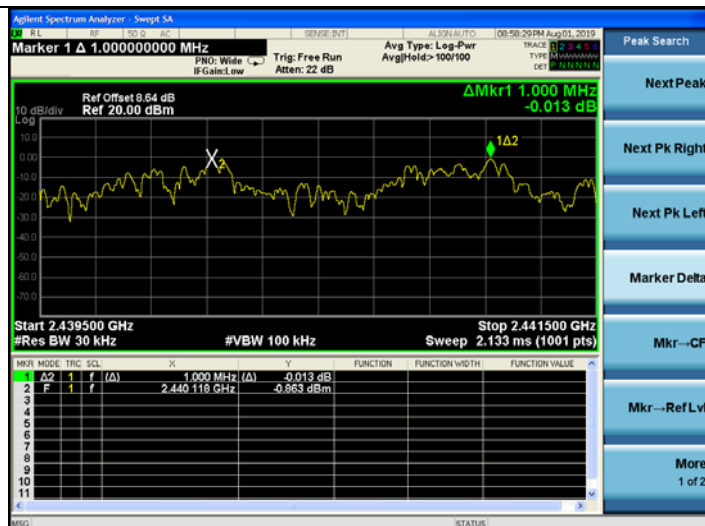 Agilent Spectrum Analyzer - Swept SA
RL RF 50 Ω AC SENSE:INT ALIGN AUTO 08:58:29 PM Aug 01, 2019
Marker 1 Δ 1.000000000 MHz
PNO: Wide
IFGain:Low
Trig: Free Run
Atten: 22 dB
Avg Type: Log-Pwr
Avg|Hold:> 100/100
TRACE 1 2 3 4 5 6
TYPE M W W W W W
DET P N N N N N
Peak Search
Next Peak
Next Pk Right
Next Pk Left
Marker Delta
Mkr→CF
Mkr→Ref Lvl
More
1 of 2
ΔMkr1 1.000 MHz
-0.013 dB
Ref Offset 8.64 dB
10 dB/div Ref 20.00 dBm
Log
10.0
0.00
-10.0
-20.0
-30.0
-40.0
-50.0
-60.0
-70.0
X2
1Δ2
Start 2.439500 GHz Stop 2.441500 GHz
#Res BW 30 kHz #VBW 100 kHz Sweep 2.133 ms (1001 pts)
MKR MODE TRC SCL X Y FUNCTION FUNCTION WIDTH FUNCTION VALUE
1 Δ2 1 f (Δ) 1.000 MHz (Δ) -0.013 dB
2 F 1 f 2.440 118 GHz -0.863 dBm
3
4
5
6
7
8
9
10
11
MSG STATUS